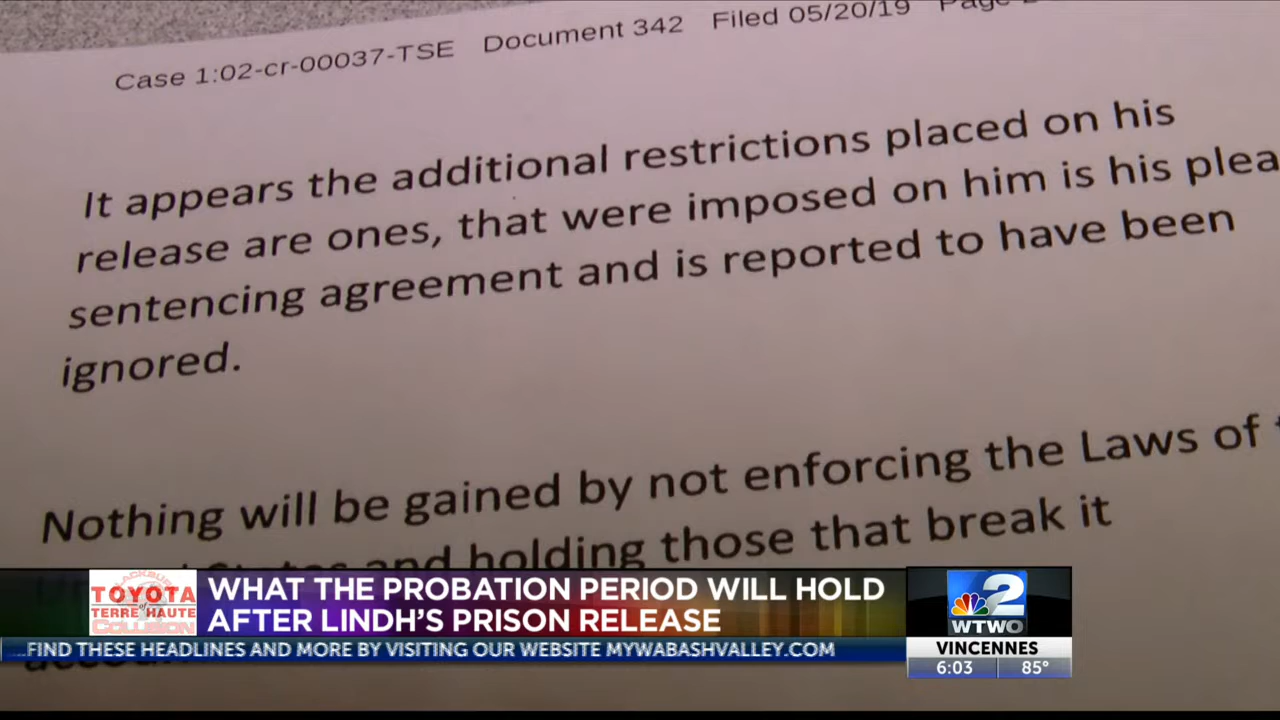 Case 1:02-cr-00037-TSE Document 342 Filed 05/20/19
It appears the additional restrictions placed on his
release are ones, that were imposed on him is his plea
sentencing agreement and is reported to have been
ignored.
Nothing will be gained by not enforcing the Laws of
and holding those that break it
TOYOTA
of
TERRE HAUTE
COLLISION
WHAT THE PROBATION PERIOD WILL HOLD
AFTER LINDH'S PRISON RELEASE
2
WTWO
...FIND THESE HEADLINES AND MORE BY VISITING OUR WEBSITE MYWABASHVALLEY.COM
VINCENNES
6:03 85°